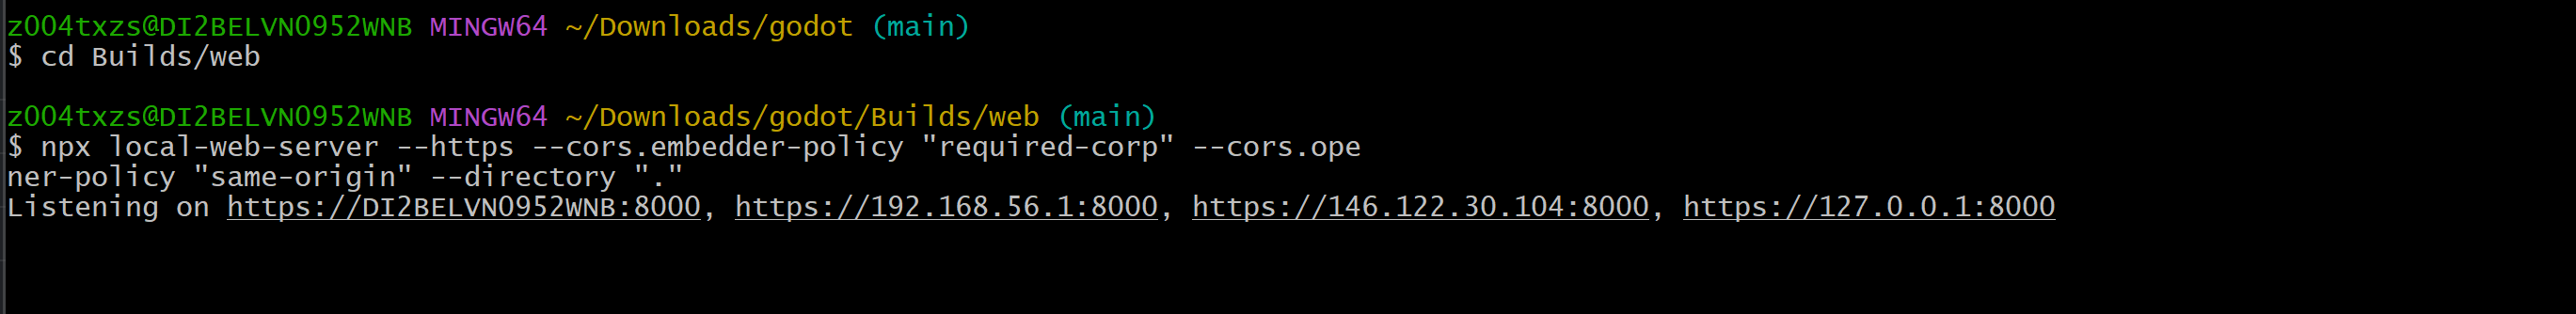 z004txzs@DI2BELVN0952WNB MINGW64 ~/Downloads/godot (main)
$ cd Builds/web
z004txzs@DI2BELVN0952WNB MINGW64 ~/Downloads/godot/Builds/web (main)
$ npx local-web-server --https --cors.embedder-policy "required-corp" --cors.ope
ner-policy "same-origin" --directory "."
Listening on https://DI2BELVN0952WNB:8000, https://192.168.56.1:8000, https://146.122.30.104:8000, https://127.0.0.1:8000